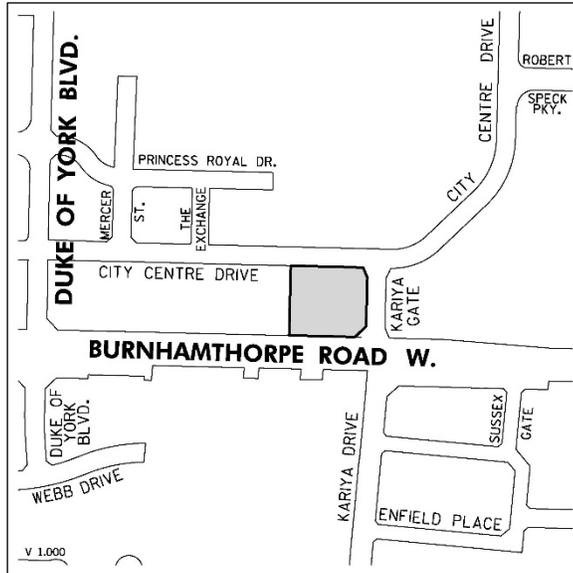 DUKE OF YORK BLVD.
CITY CENTRE DRIVE
ROBERT
SPECK
PKY.
PRINCESS ROYAL DR.
MERCER
ST.
THE
EXCHANGE
CITY CENTRE DRIVE
KARIYA
GATE
BURNHAMTHORPE ROAD W.
DUKE OF
YORK
BLVD.
WEBB DRIVE
KARIYA DRIVE
SUSSEX
GATE
ENFIELD PLACE
V 1.000